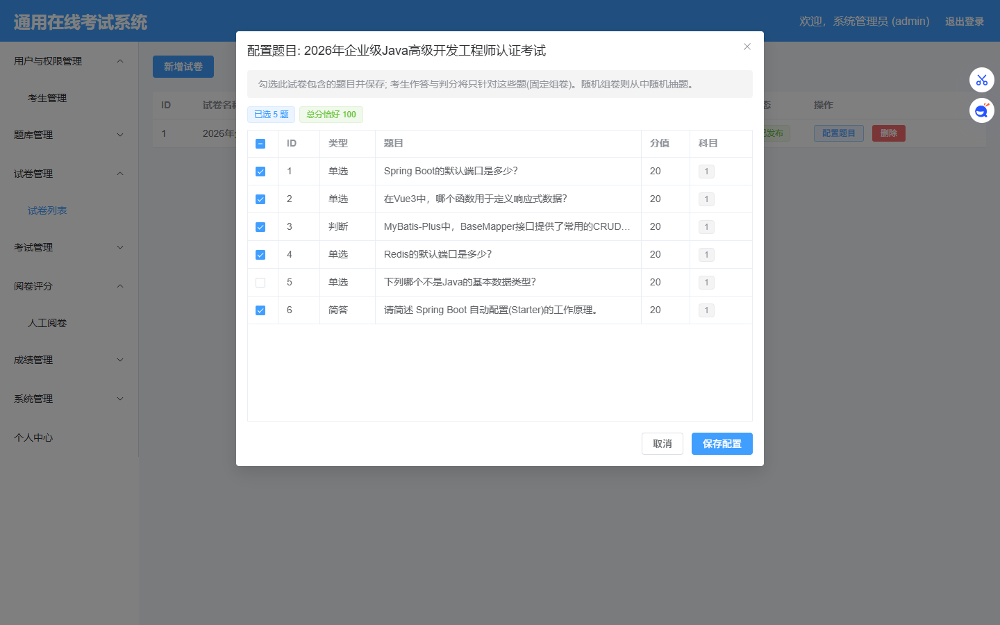 通用在线考试系统
欢迎，系统管理员 (admin) 退出登录
用户与权限管理
考生管理
题库管理
试卷管理
试卷列表
考试管理
阅卷评分
人工阅卷
成绩管理
系统管理
个人中心
新增试卷
ID 试卷名称 态 操作
1 2026年企 已发布 配置题目 删除
配置题目: 2026年企业级Java高级开发工程师认证考试
勾选此试卷包含的题目并保存; 考生作答与判分将只针对这些题(固定组卷)。随机组卷则从中随机抽题。
已选 5 题 总分恰好 100
ID 类型 题目 分值 科目
1 单选 Spring Boot的默认端口是多少? 20 1
2 单选 在Vue3中，哪个函数用于定义响应式数据? 20 1
3 判断 MyBatis-Plus中，BaseMapper接口提供了常用的CRUD… 20 1
4 单选 Redis的默认端口是多少? 20 1
5 单选 下列哪个不是Java的基本数据类型? 20 1
6 简答 请简述 Spring Boot 自动配置(Starter)的工作原理。 20 1
取消 保存配置